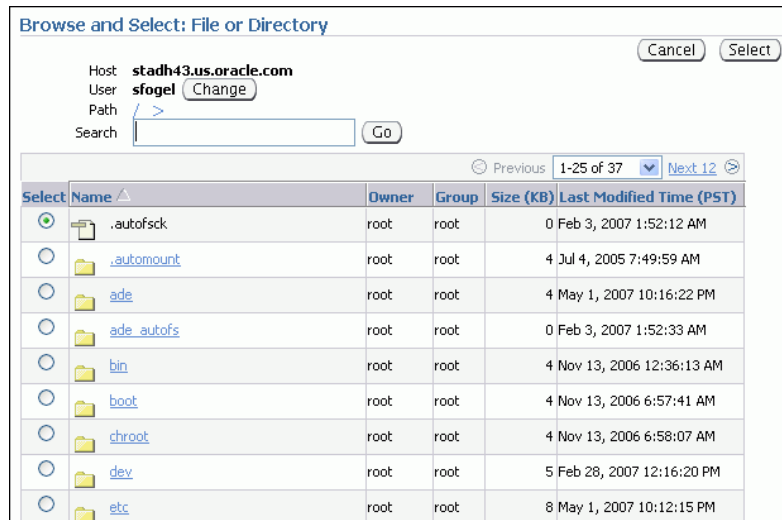 Browse and Select: File or Directory
Cancel Select
Host stadh43.us.oracle.com
User sfogel Change
Path / >
Search Go
Previous 1-25 of 37 Next 12
Select Name Owner Group Size (KB) Last Modified Time (PST)
.autofsck root root 0 Feb 3, 2007 1:52:12 AM
.automount root root 4 Jul 4, 2005 7:49:59 AM
ade root root 4 May 1, 2007 10:16:22 PM
ade_autofs root root 0 Feb 3, 2007 1:52:33 AM
bin root root 4 Nov 13, 2006 12:36:13 AM
boot root root 4 Nov 13, 2006 6:57:41 AM
chroot root root 4 Nov 13, 2006 6:58:07 AM
dev root root 5 Feb 28, 2007 12:16:20 PM
etc root root 8 May 1, 2007 10:12:15 PM